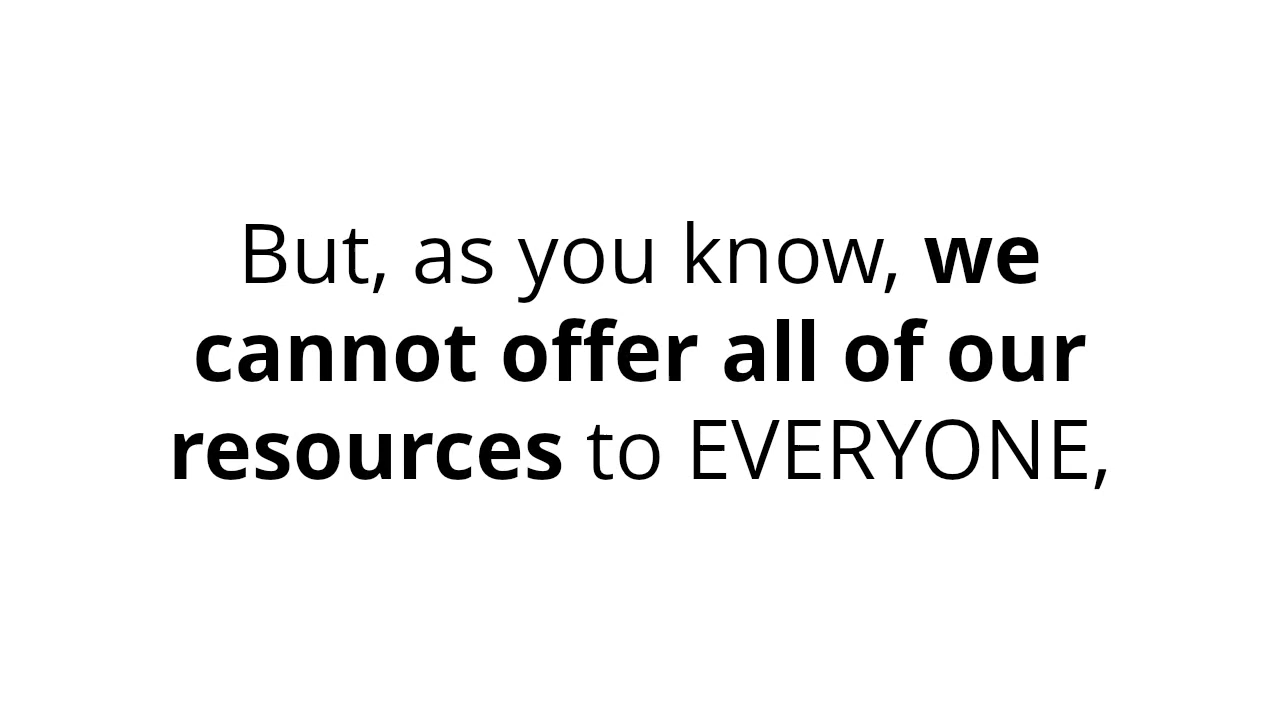 But, as you know, we
cannot offer all of our
resources to EVERYONE,